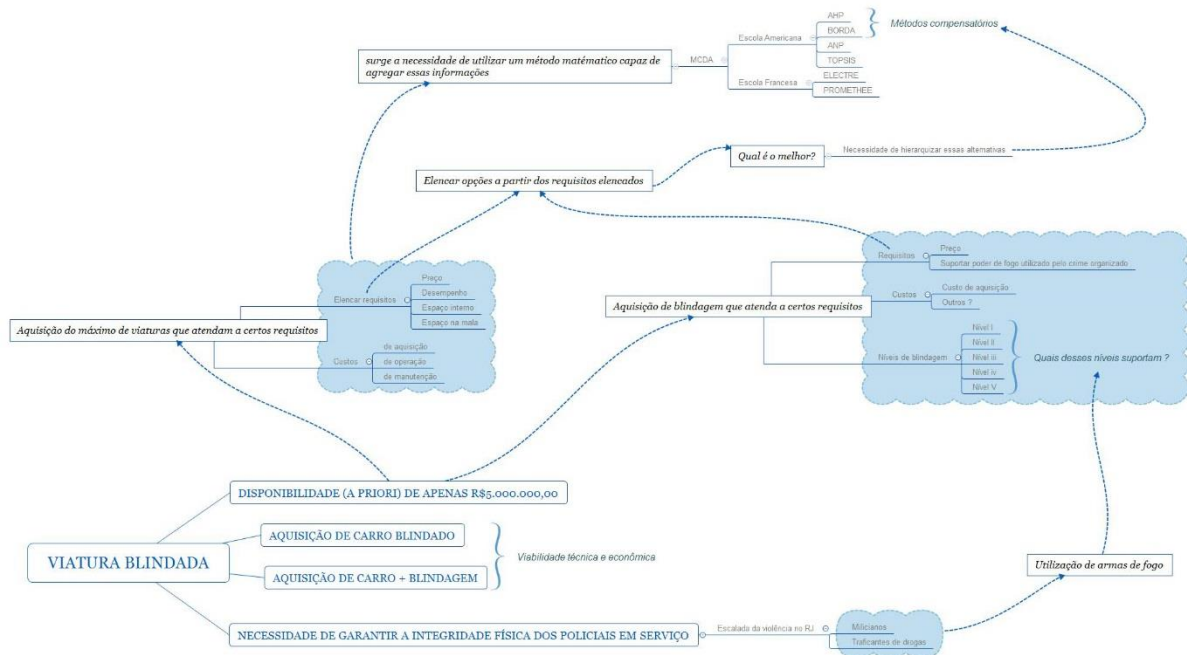 AHP
BORDA
ANP
TOPSIS
Métodos compensatórios
Escola Americana
MCDA
surge a necessidade de utilizar um método matématico capaz de
agregar essas informações
Escola Francesa
ELECTRE
PROMETHEE
Qual é o melhor?
Necessidade de hierarquizar essas alternativas
Elencar opções a partir dos requisitos elencados
Aquisição do máximo de viaturas que atendam a certos requisitos
Elencar requisitos
Preço
Desempenho
Espaço interno
Espaço na mala
Custos
de aquisição
de operação
de manutenção
Aquisição de blindagem que atenda a certos requisitos
Requisitos
Preço
Suportar poder de fogo utilizado pelo crime organizado
Custos
Custo de aquisição
Outros ?
Níveis de blindagem
Nível I
Nível II
Nível iii
Nível iv
Nível V
Quais desses níveis suportam ?
DISPONIBILIDADE (A PRIORI) DE APENAS R$5.000.000,00
AQUISIÇÃO DE CARRO BLINDADO
Viabilidade técnica e econômica
VIATURA BLINDADA
AQUISIÇÃO DE CARRO + BLINDAGEM
Utilização de armas de fogo
NECESSIDADE DE GARANTIR A INTEGRIDADE FÍSICA DOS POLICIAIS EM SERVIÇO
Escalada da violência no RJ
Milicianos
Traficantes de drogas